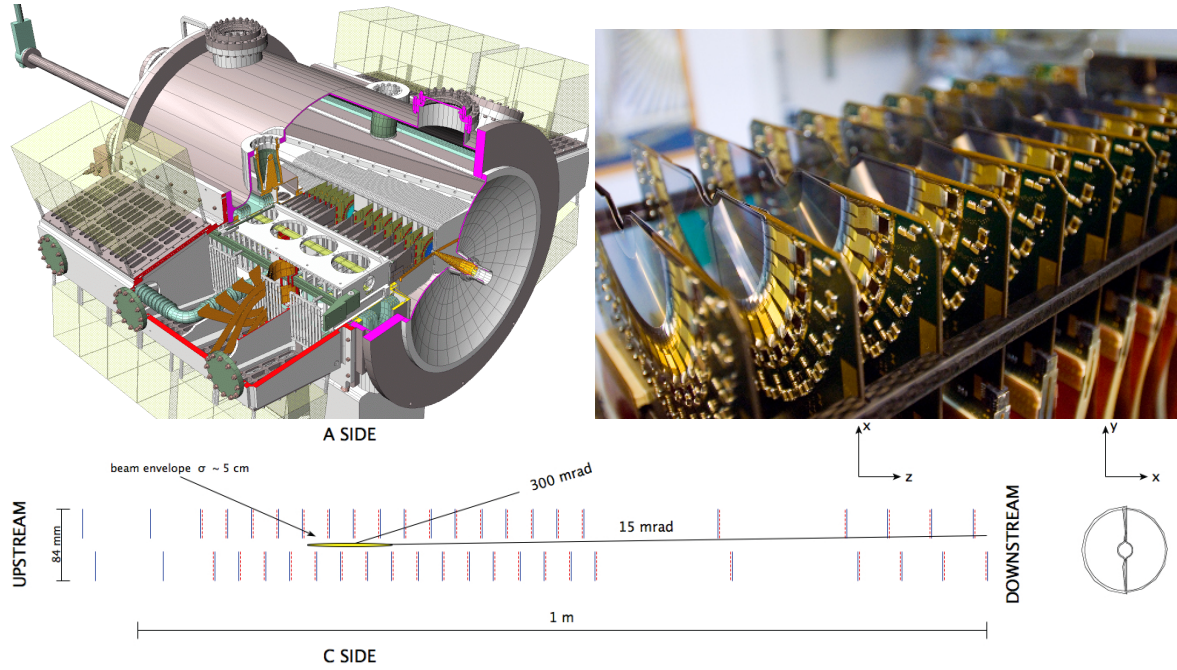 A SIDE
x
z
y
x
beam envelope σ ~ 5 cm
300 mrad
UPSTREAM
84 mm
15 mrad
DOWNSTREAM
1 m
C SIDE